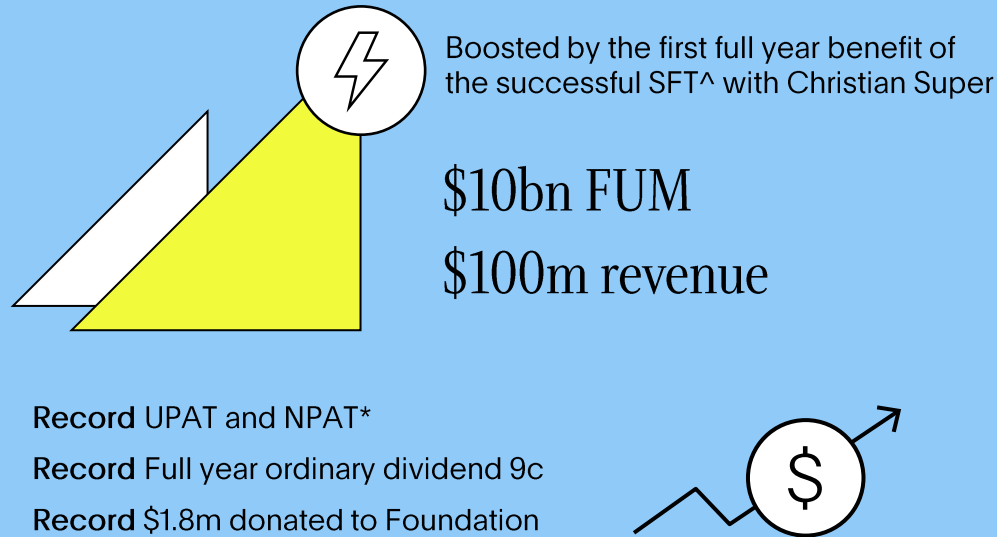 Boosted by the first full year benefit of
the successful SFT^ with Christian Super
$10bn FUM
$100m revenue
Record UPAT and NPAT*
Record Full year ordinary dividend 9c
Record $1.8m donated to Foundation
$